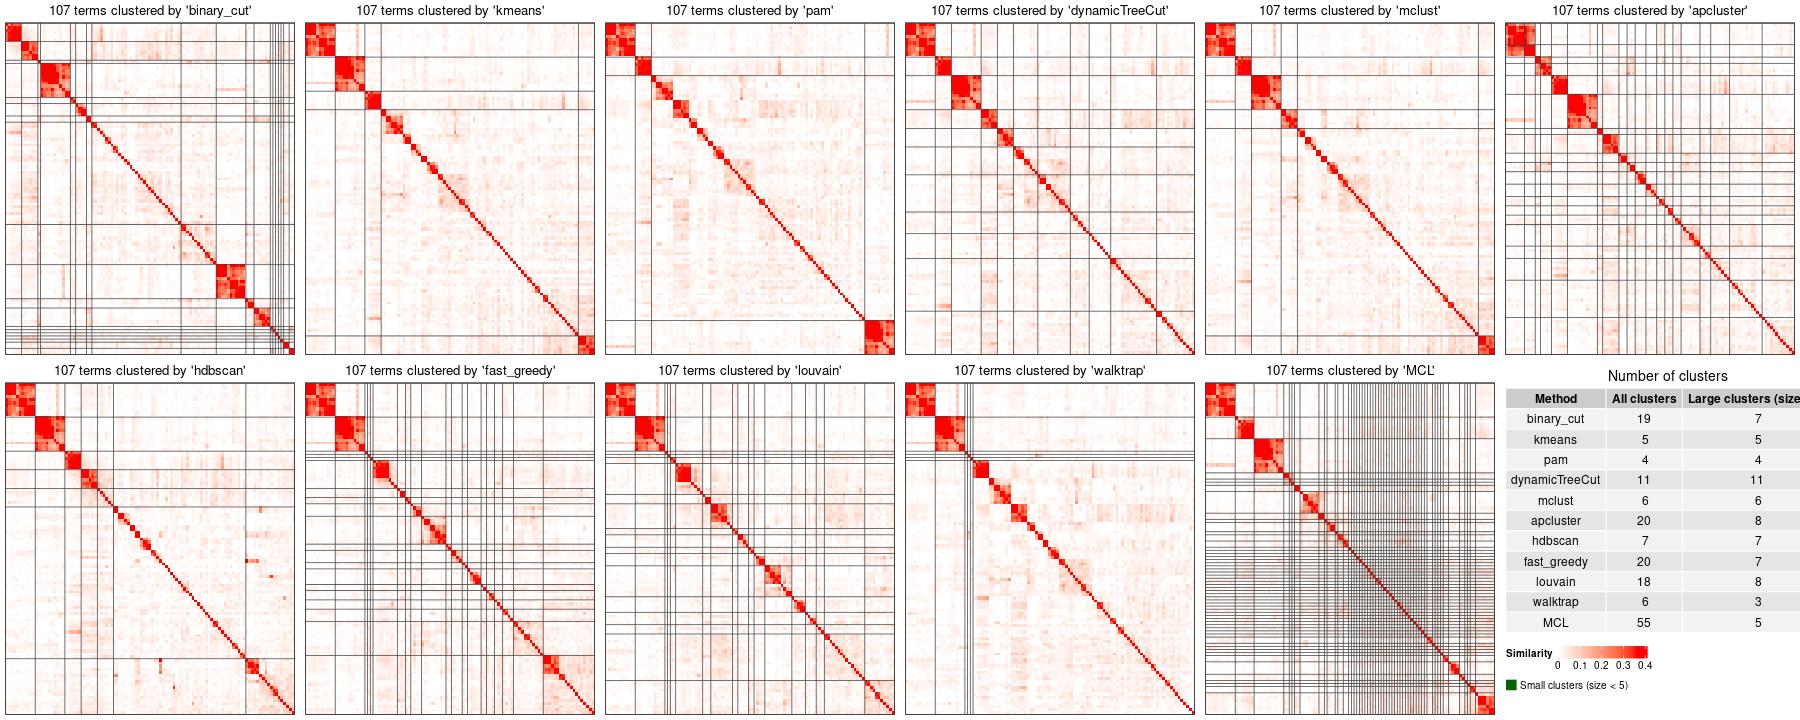 107 terms clustered by 'binary_cut'
107 terms clustered by 'kmeans'
107 terms clustered by 'pam'
107 terms clustered by 'dynamicTreeCut'
107 terms clustered by 'mclust'
107 terms clustered by 'apcluster'
107 terms clustered by 'hdbscan'
107 terms clustered by 'fast_greedy'
107 terms clustered by 'louvain'
107 terms clustered by 'walktrap'
107 terms clustered by 'MCL'
Number of clusters
Method All clusters Large clusters (size
binary_cut 19 7
kmeans 5 5
pam 4 4
dynamicTreeCut 11 11
mclust 6 6
apcluster 20 8
hdbscan 7 7
fast_greedy 20 7
louvain 18 8
walktrap 6 3
MCL 55 5
Similarity
0 0.1 0.2 0.3 0.4
Small clusters (size < 5)